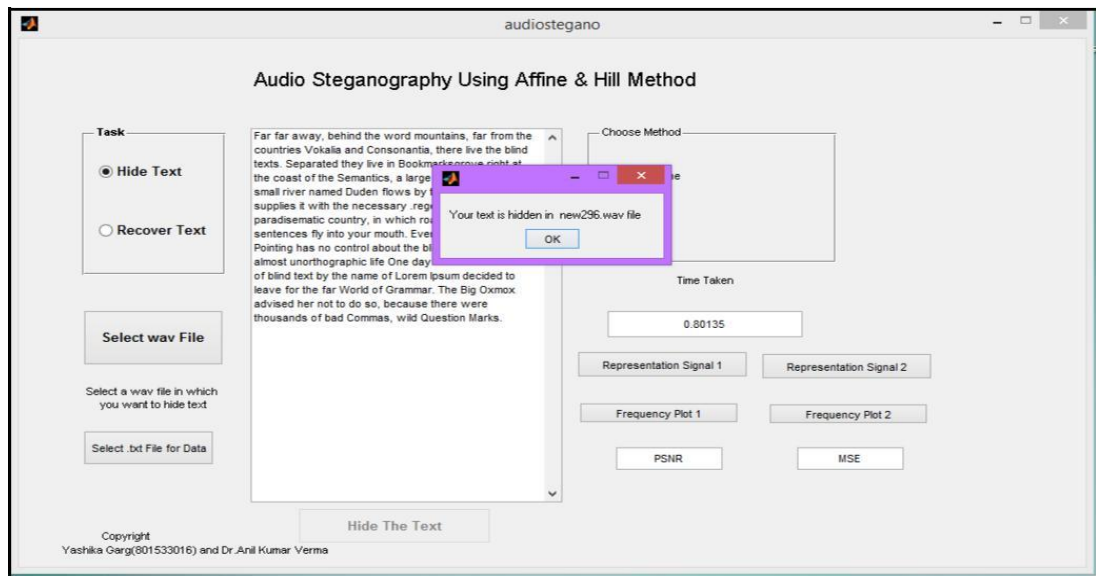 audiostegano
Audio Steganography Using Affine & Hill Method
Task
Hide Text
Recover Text
Select wav File
Select a wav file in which
you want to hide text
Select .txt File for Data
Far far away, behind the word mountains, far from the
countries Vokalia and Consonantia, there live the blind
texts. Separated they live in Bookmarksgrove right at
the coast of the Semantics, a large
small river named Duden flows by
supplies it with the necessary .rege
paradisematic country, in which
sentences fly into your mouth.
Pointing has no control about the
almost unorthographic life One day
of blind text by the name of Lorem Ipsum decided to
leave for the far World of Grammar. The Big Oxmox
advised her not to do so, because there were
thousands of bad Commas, wild Question Marks.
Hide The Text
Your text is hidden in new296.wav file
OK
Choose Method
Time Taken
0.80135
Representation Signal 1
Representation Signal 2
Frequency Plot 1
Frequency Plot 2
PSNR
MSE
Copyright
Yashika Garg(801533016) and Dr.Anil Kumar Verma